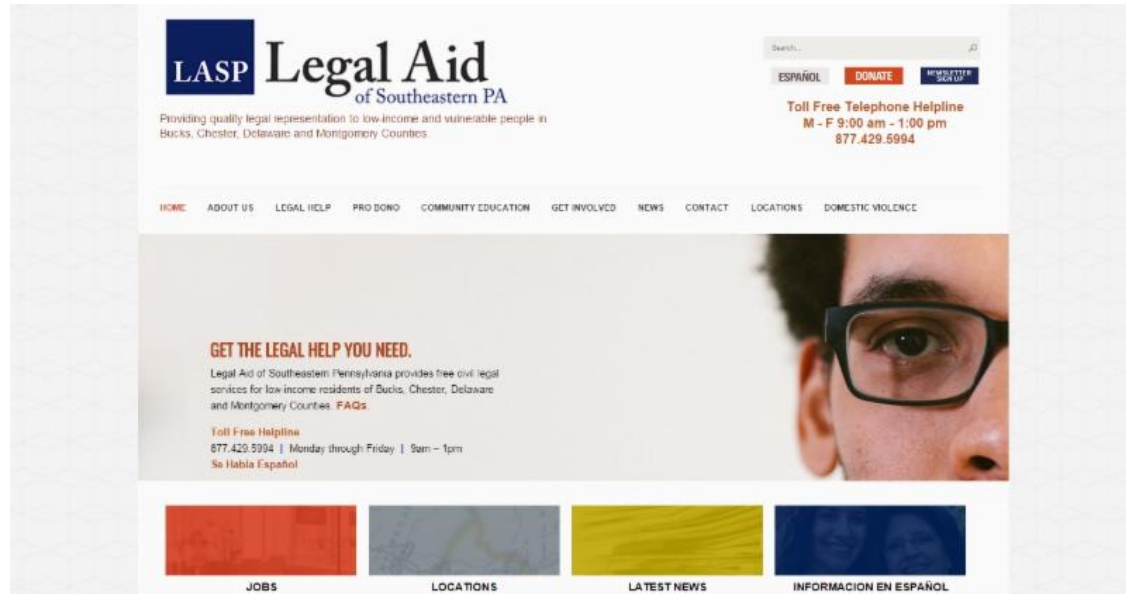 LASP Legal Aid
of Southeastern PA
Providing quality legal representation to low-income and vulnerable people in
Bucks, Chester, Delaware and Montgomery Counties.
Search...
ESPAÑOL DONATE NEWSLETTER
SIGN UP
Toll Free Telephone Helpline
M - F 9:00 am - 1:00 pm
877.429.5994
HOME ABOUT US LEGAL HELP PRO BONO COMMUNITY EDUCATION GET INVOLVED NEWS CONTACT LOCATIONS DOMESTIC VIOLENCE
GET THE LEGAL HELP YOU NEED.
Legal Aid of Southeastern Pennsylvania provides free civil legal
services for low-income residents of Bucks, Chester, Delaware
and Montgomery Counties. FAQs.
Toll Free Helpline
877.429.5994 | Monday through Friday | 9am – 1pm
Se Habla Español
JOBS LOCATIONS LATEST NEWS INFORMACION EN ESPAÑOL